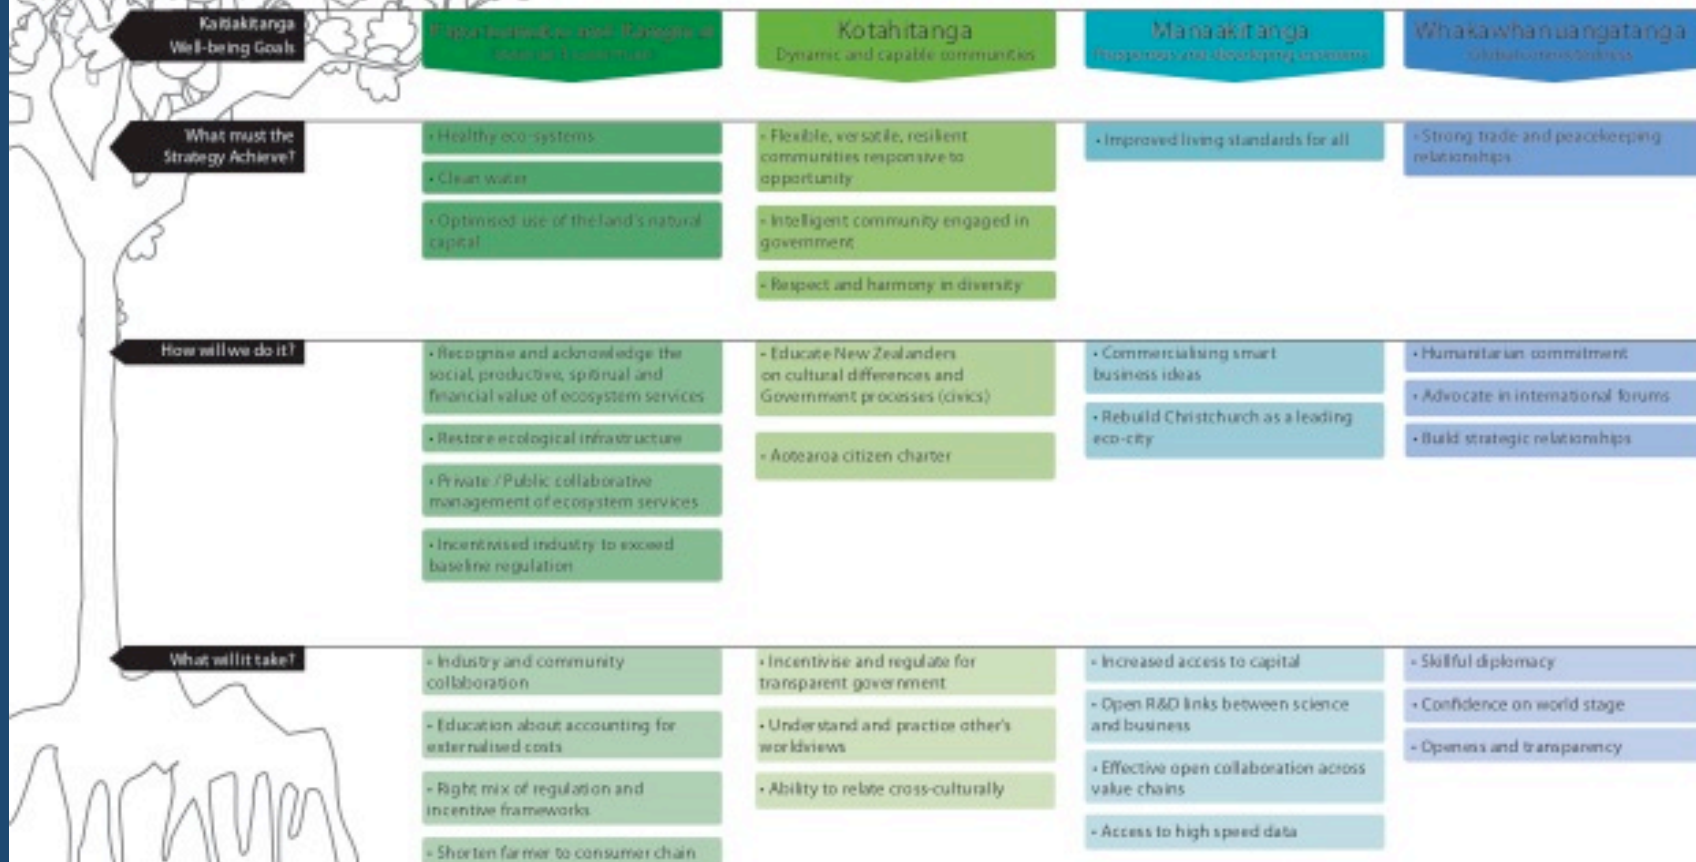 Kaitiakitanga
Well-being Goals
Kotahitanga
Dynamic and capable communities
Manaakitanga
Prosperous and developing
Whakawhanuangatanga
Global connectedness
What must the
Strategy Achieve?
• Healthy eco-systems
• Clean water
• Optimised use of the land's natural
capital
• Flexible, versatile, resilient
communities responsive to
opportunity
• Intelligent community engaged in
government
• Respect and harmony in diversity
• Improved living standards for all
• Strong trade and peacekeeping
relationships
How will we do it?
• Recognise and acknowledge the
social, productive, spitirual and
financial value of ecosystem services
• Restore ecological infrastructure
• Private / Public collaborative
management of ecosystem services
• Incentivised industry to exceed
baseline regulation
• Educate New Zealanders
on cultural differences and
Government processes (civics)
• Aotearoa citizen charter
• Commercialising smart
business ideas
• Rebuild Christchurch as a leading
eco-city
• Humanitarian commitment
• Advocate in international forums
• Build strategic relationships
What will it take?
• Industry and community
collaboration
• Education about accounting for
externalised costs
• Right mix of regulation and
incentive frameworks
• Shorten farmer to consumer chain
• Incentivise and regulate for
transparent government
• Understand and practice other's
worldviews
• Ability to relate cross-culturally
• Increased access to capital
• Open R&D links between science
and business
• Effective open collaboration across
value chains
• Access to high speed data
• Skillful diplomacy
• Confidence on world stage
• Openess and transparency